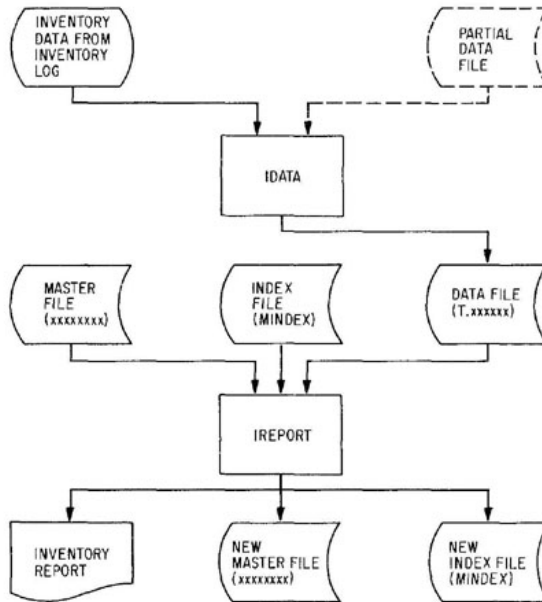 INVENTORY
DATA FROM
INVENTORY
LOG
PARTIAL
DATA
FILE
IDATA
MASTER
FILE
(xxxxxxxx)
INDEX
FILE
(MINDEX)
DATA FILE
(T.xxxxxx)
IREPORT
INVENTORY
REPORT
NEW
MASTER FILE
(xxxxxxxx)
NEW
INDEX FILE
(MINDEX)